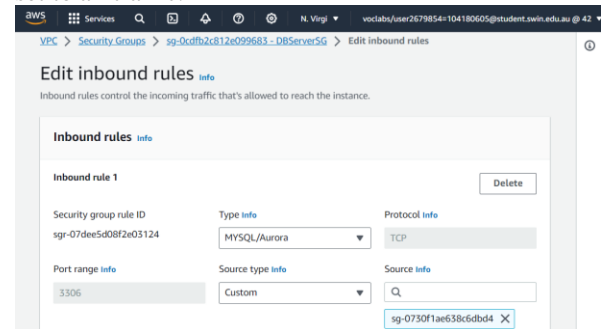 aws Services N. Virgi voclabs/user2679854=104180605@student.swin.edu.au @ 42
VPC > Security Groups > sg-0cdfb2c812e099683 - DBServerSG > Edit inbound rules
Edit inbound rules Info
Inbound rules control the incoming traffic that's allowed to reach the instance.
Inbound rules Info
Inbound rule 1 Delete
Security group rule ID Type Info Protocol Info
sgr-07dee5d08f2e03124 MYSQL/Aurora TCP
Port range Info Source type Info Source Info
3306 Custom
sg-0730f1ae638c6dbd4 X